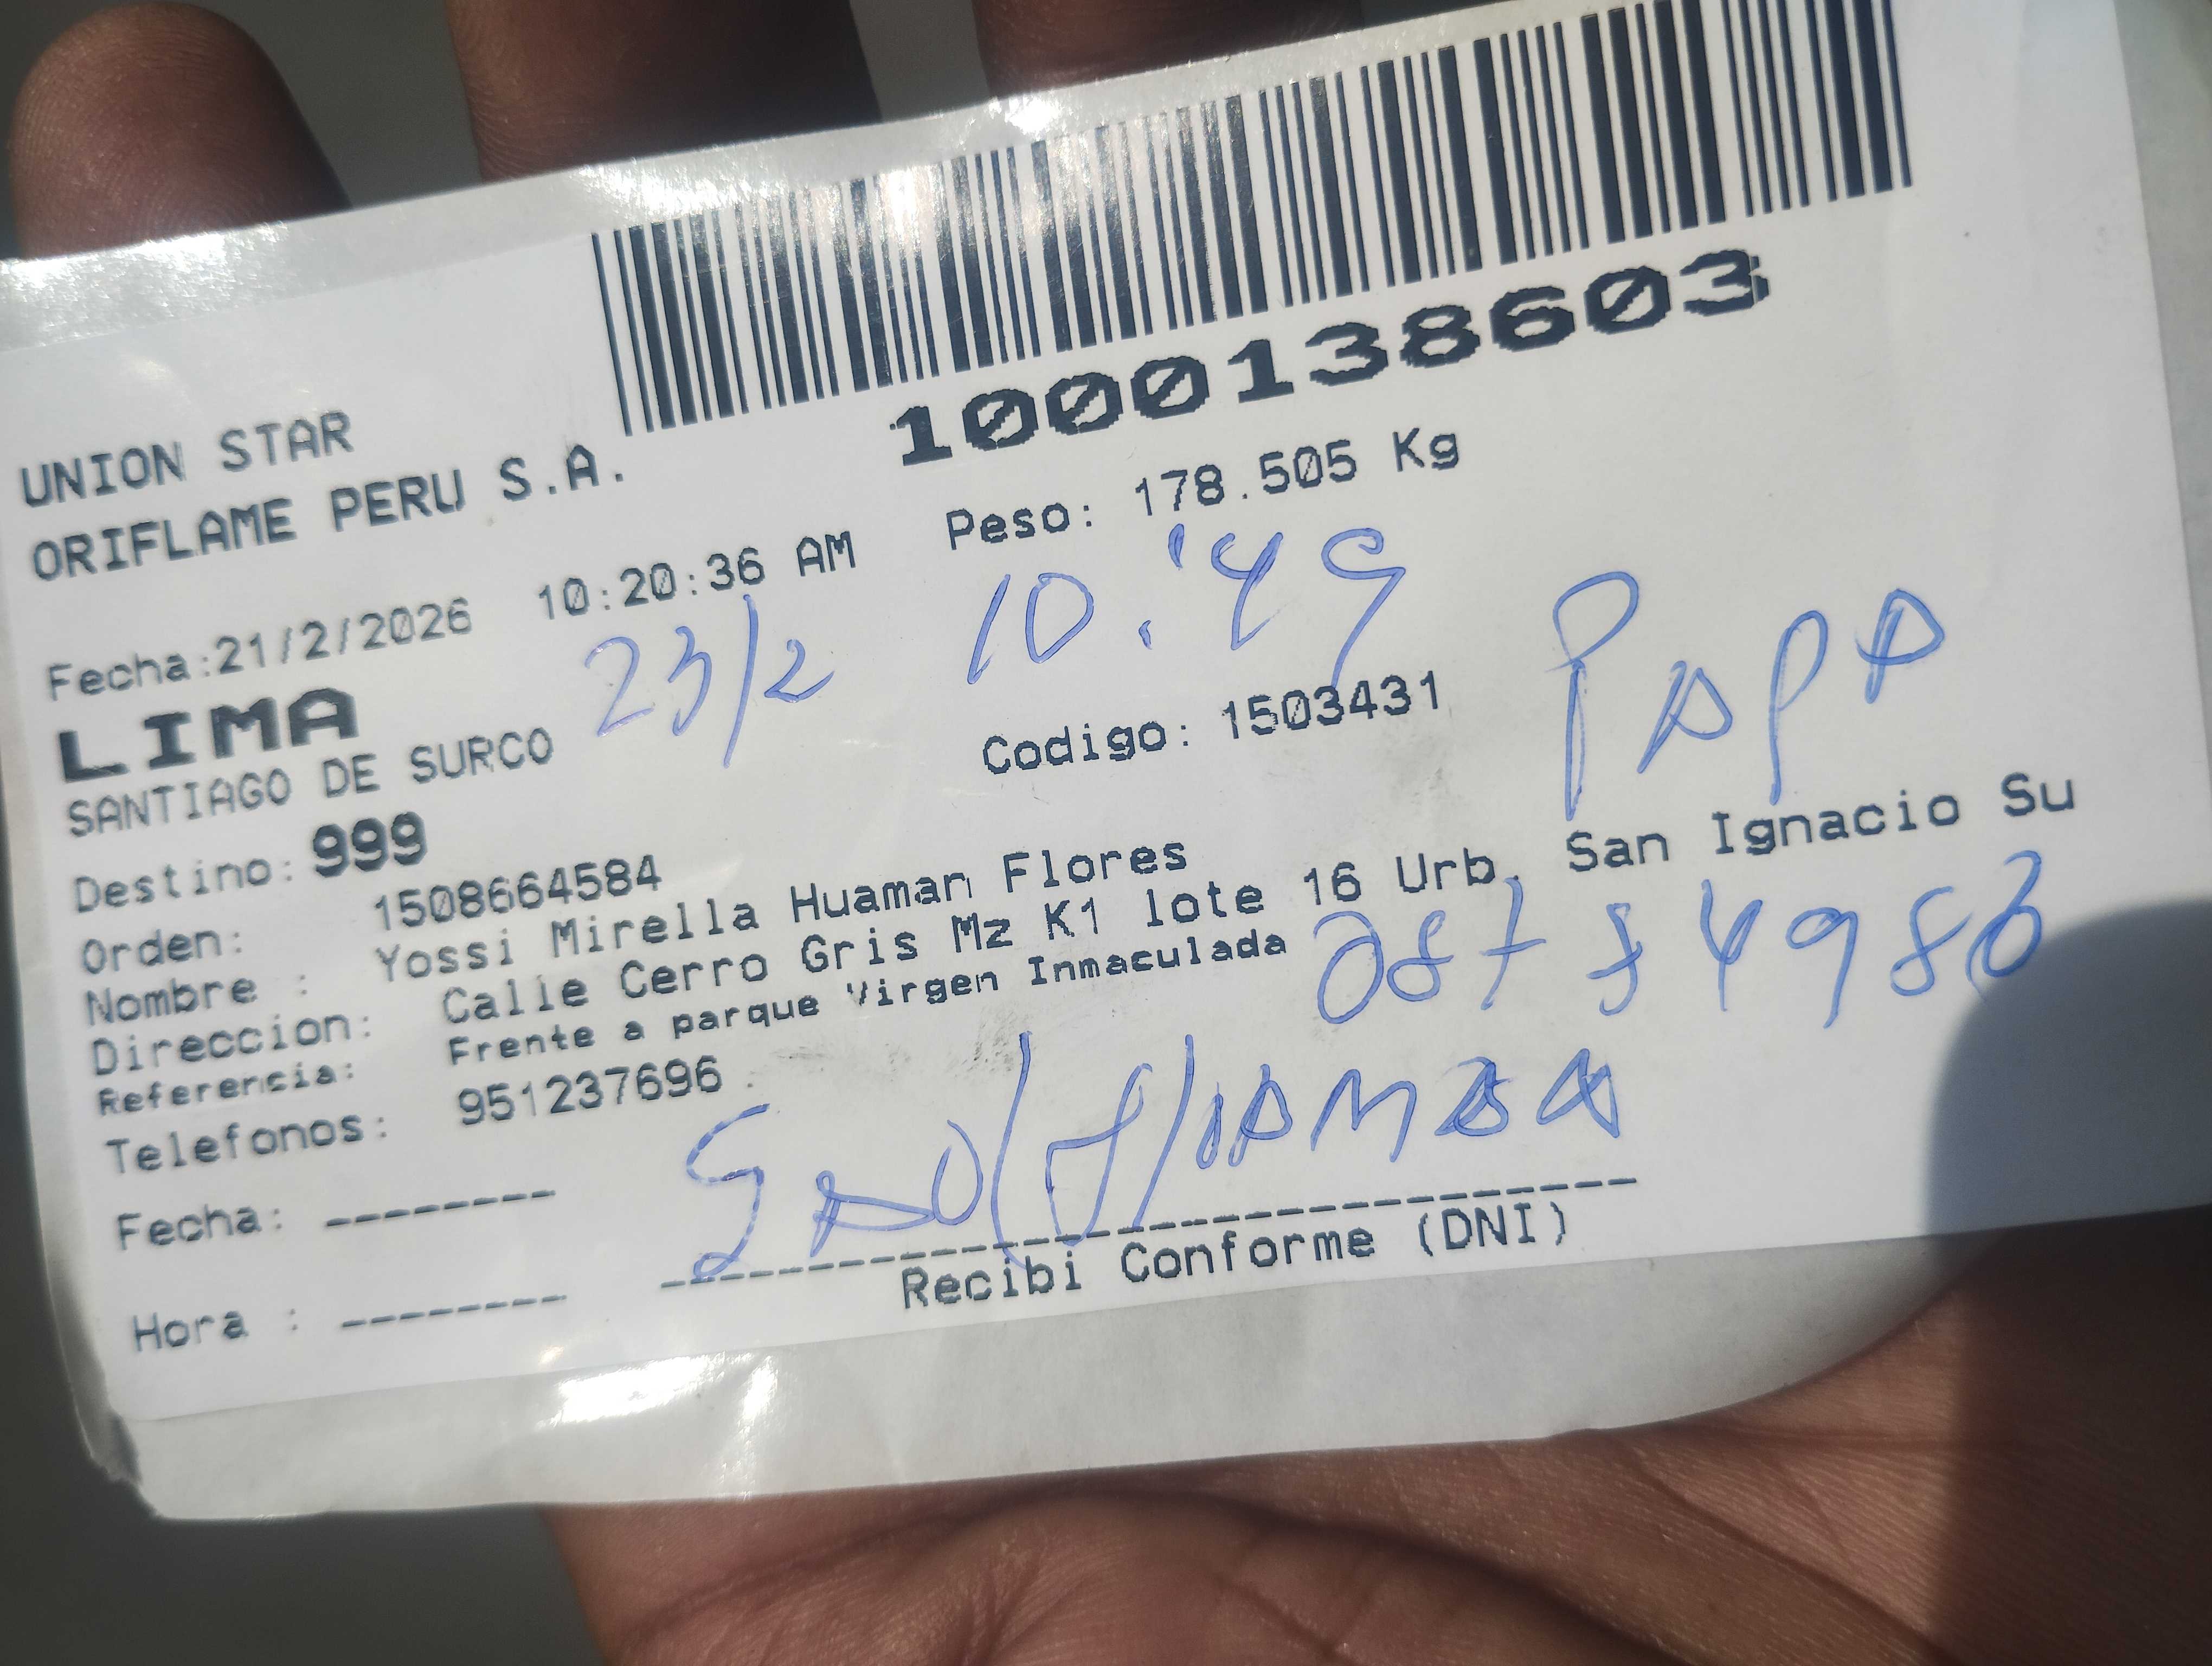 1000138603
UNION STAR
ORIFLAME PERU S.A.
Fecha:21/2/2026 10:20:36 AM Peso: 178.505 Kg
23/2 10:49
LIMA
SANTIAGO DE SURCO Codigo: 1503431 PAPA
Destino: 999
Orden: 1508664584
Nombre : Yossi Mirella Huaman Flores
Direccion: Calle Cerro Gris Mz K1 lote 16 Urb. San Ignacio Su
Referencia: Frente a parque Virgen Inmaculada
Telefonos: 951237696
Fecha:
Hora :
Recibi Conforme (DNI)